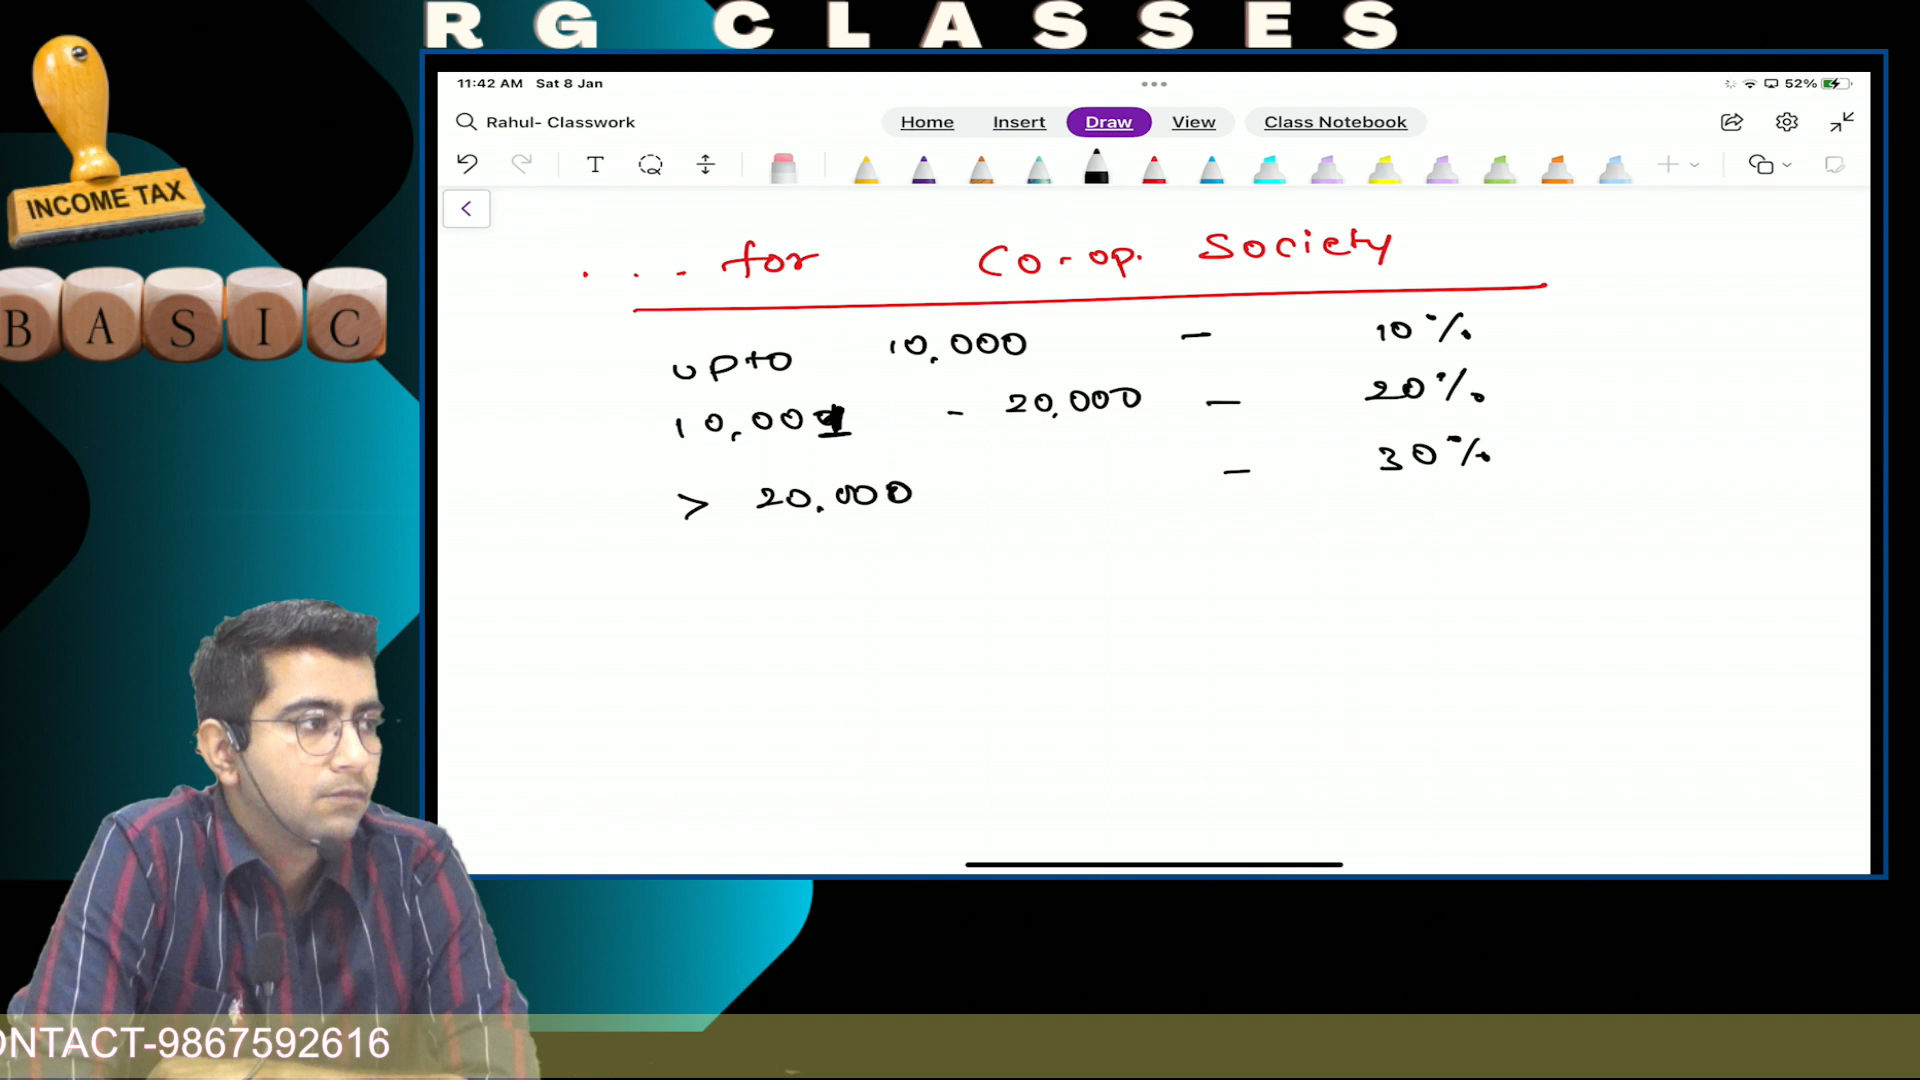 RG CLASSES
INCOME TAX
BASIC
11:42 AM Sat 8 Jan
52%
Rahul- Classwork
Home Insert Draw View Class Notebook
T
... for Co-op. Society
upto 10,000 - 10%
10,001 - 20,000 - 20%
> 20,000 - 30%
ONTACT-9867592616